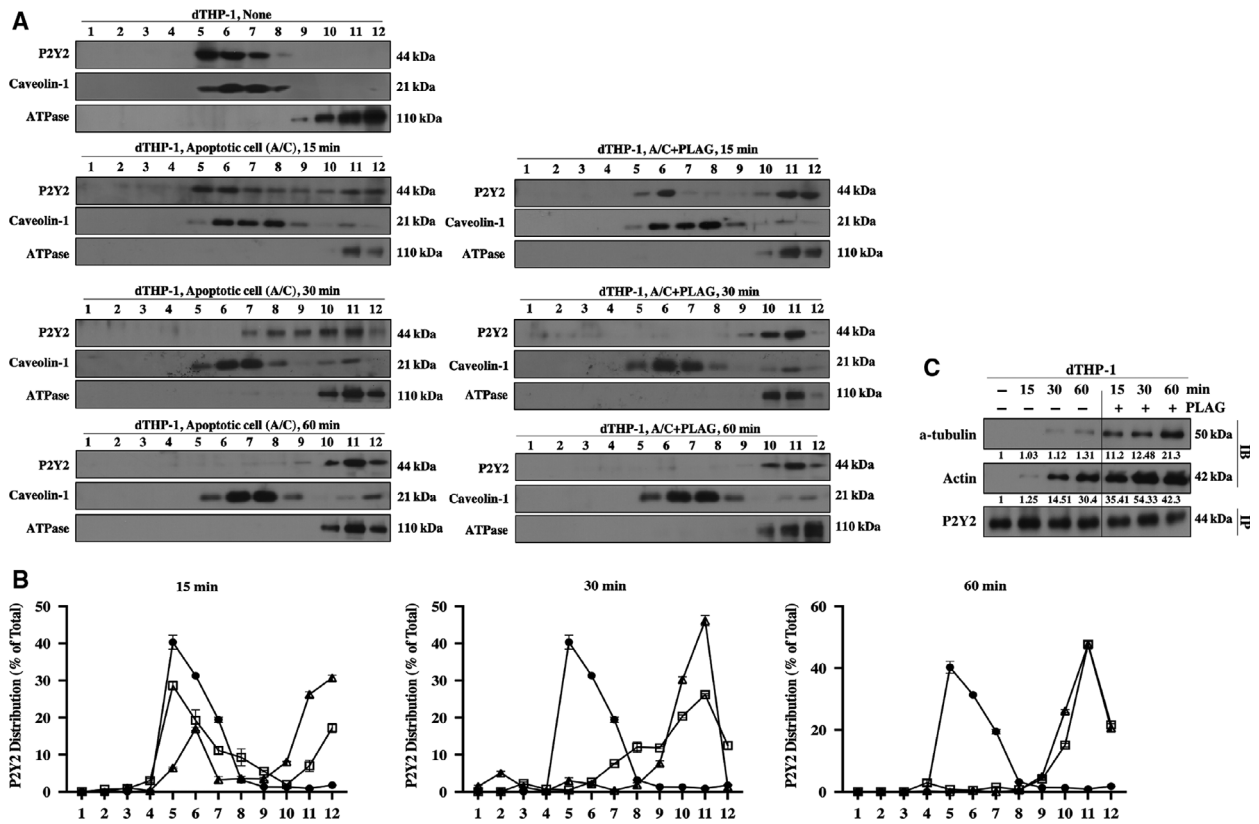 A
dTHP-1, None
1 2 3 4 5 6 7 8 9 10 11 12
P2Y2 44 kDa
Caveolin-1 21 kDa
ATPase 110 kDa
dTHP-1, Apoptotic cell (A/C), 15 min
1 2 3 4 5 6 7 8 9 10 11 12
P2Y2 44 kDa
Caveolin-1 21 kDa
ATPase 110 kDa
dTHP-1, A/C+PLAG, 15 min
1 2 3 4 5 6 7 8 9 10 11 12
P2Y2 44 kDa
Caveolin-1 21 kDa
ATPase 110 kDa
dTHP-1, Apoptotic cell (A/C), 30 min
1 2 3 4 5 6 7 8 9 10 11 12
P2Y2 44 kDa
Caveolin-1 21 kDa
ATPase 110 kDa
dTHP-1, A/C+PLAG, 30 min
1 2 3 4 5 6 7 8 9 10 11 12
P2Y2 44 kDa
Caveolin-1 21 kDa
ATPase 110 kDa
dTHP-1, Apoptotic cell (A/C), 60 min
1 2 3 4 5 6 7 8 9 10 11 12
P2Y2 44 kDa
Caveolin-1 21 kDa
ATPase 110 kDa
dTHP-1, A/C+PLAG, 60 min
1 2 3 4 5 6 7 8 9 10 11 12
P2Y2 44 kDa
Caveolin-1 21 kDa
ATPase 110 kDa
C
dTHP-1
– 15 30 60 15 30 60 min
– – – – + + + PLAG
a-tubulin 50 kDa
1 1.03 1.12 1.31 11.2 12.48 21.3
Actin 42 kDa
1 1.25 14.51 30.4 35.41 54.33 42.3
P2Y2 44 kDa
IB
IP
B
15 min
P2Y2 Distribution (% of Total)
50
40
30
20
10
0
1 2 3 4 5 6 7 8 9 10 11 12
30 min
P2Y2 Distribution (% of Total)
50
40
30
20
10
0
1 2 3 4 5 6 7 8 9 10 11 12
60 min
P2Y2 Distribution (% of Total)
60
40
20
0
1 2 3 4 5 6 7 8 9 10 11 12